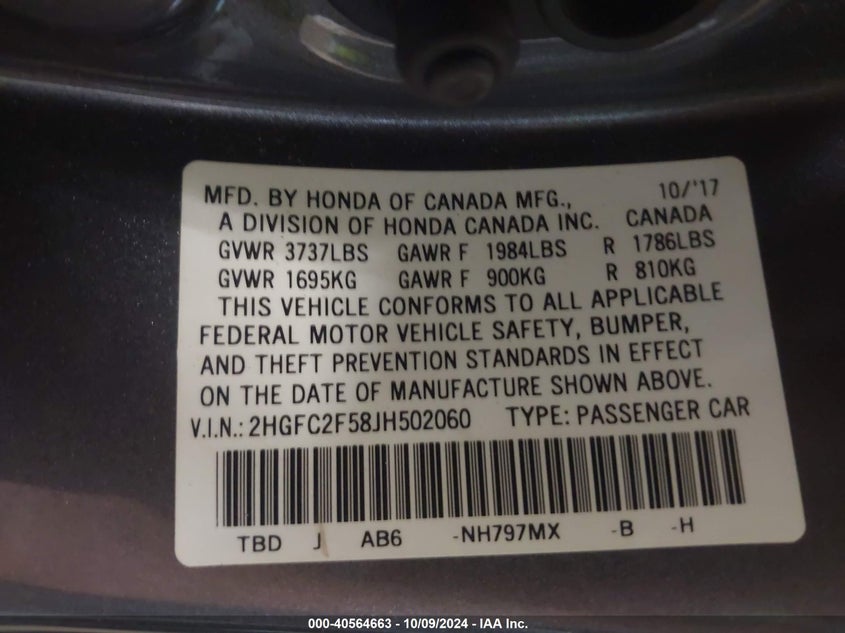 MFD. BY HONDA OF CANADA MFG., 10/'17
A DIVISION OF HONDA CANADA INC. CANADA
GVWR 3737LBS GAWR F 1984LBS R 1786LBS
GVWR 1695KG GAWR F 900KG R 810KG
THIS VEHICLE CONFORMS TO ALL APPLICABLE
FEDERAL MOTOR VEHICLE SAFETY, BUMPER,
AND THEFT PREVENTION STANDARDS IN EFFECT
ON THE DATE OF MANUFACTURE SHOWN ABOVE.
V.I.N.: 2HGFC2F58JH502060 TYPE: PASSENGER CAR
TBD J AB6 -NH797MX -B -H
000-40564663 - 10/09/2024 - IAA Inc.